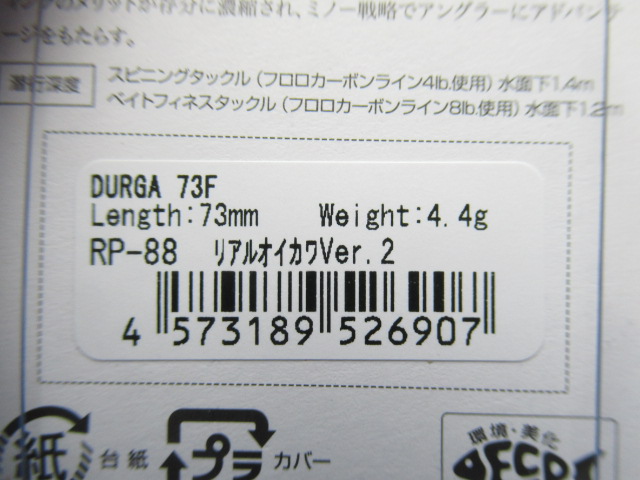 のメリットが存分に濃縮され、ミノー戦略でアングラーにアドバンテ
ージをもたらす。
潜行深度
スピニングタックル (フロロカーボンライン4lb.使用) 水面下1.4m
ベイトフィネスタックル (フロロカーボンライン8lb.使用) 水面下1.2m
DURGA 73F
Length:73mm Weight:4.4g
RP-88 リアルオイカワVer.2
4 573189 526907
紙 台紙
プラ カバー
環境・美化